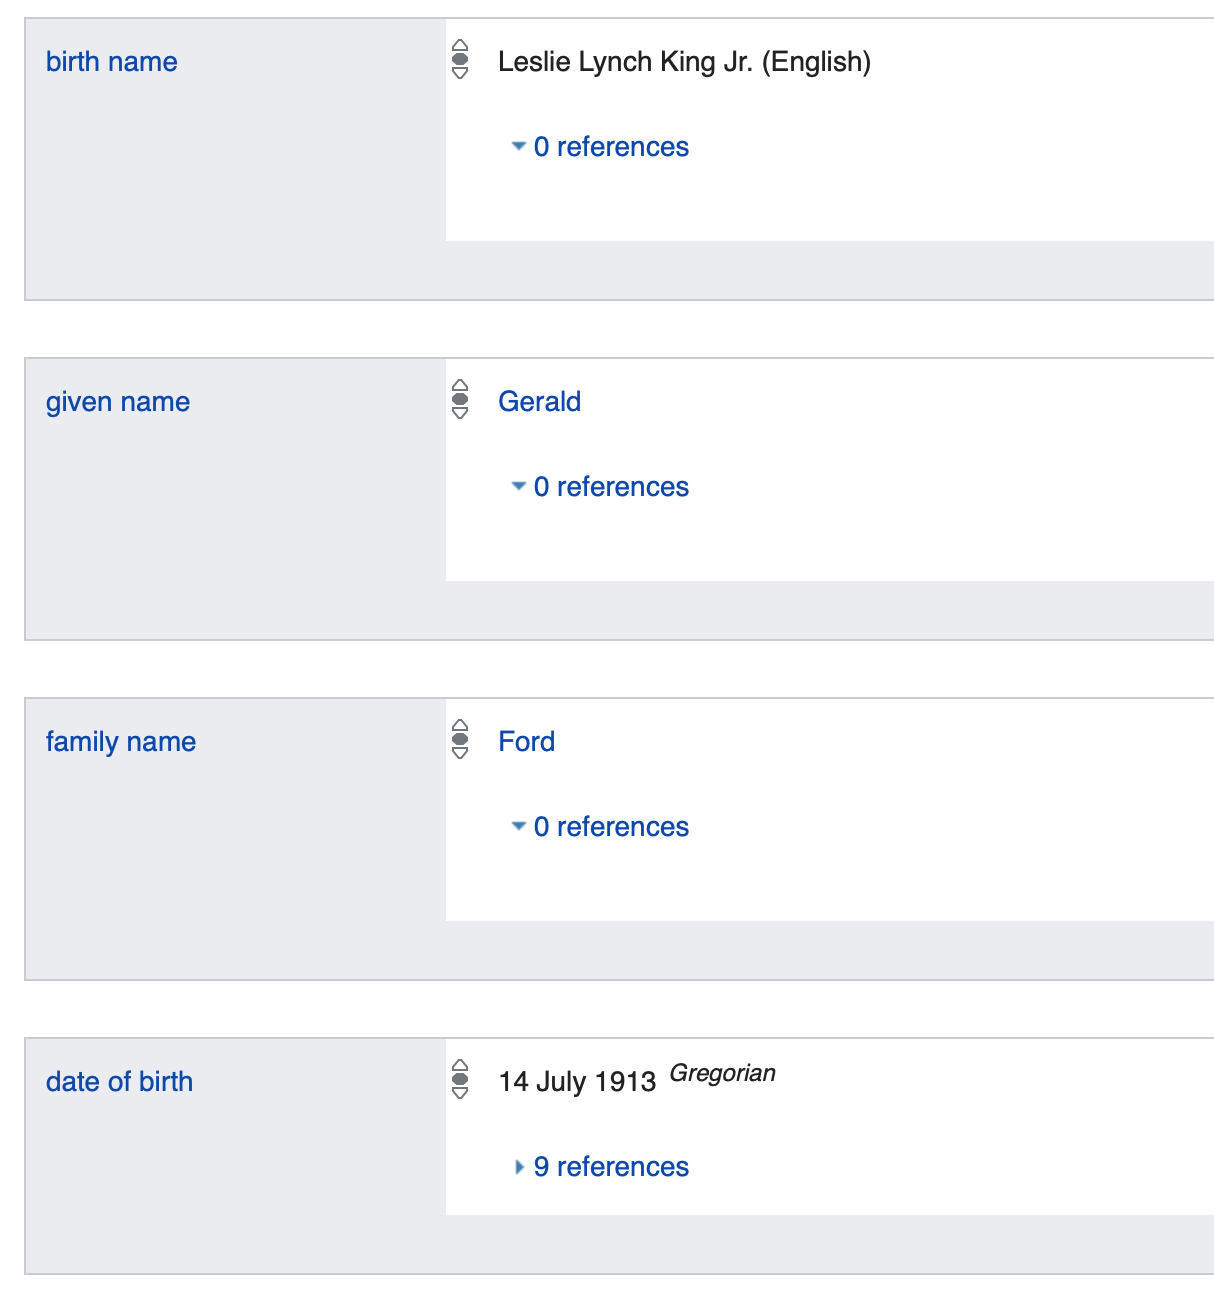 birth name
Leslie Lynch King Jr. (English)
0 references
given name
Gerald
0 references
family name
Ford
0 references
date of birth
14 July 1913 Gregorian
9 references